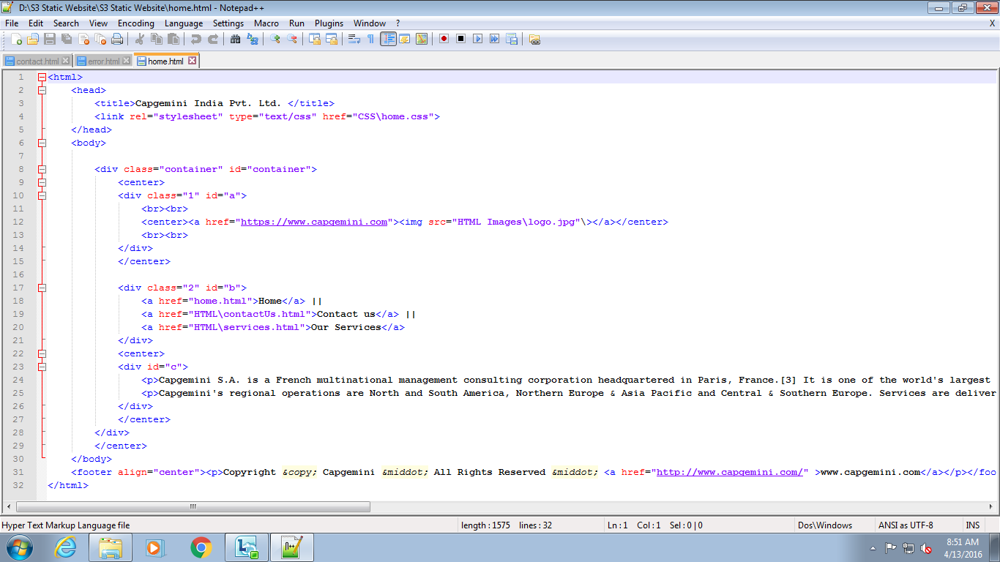 D:\S3 Static Website\S3 Static Website\home.html - Notepad++
File Edit Search View Encoding Language Settings Macro Run Plugins Window ? X
contact.html error.html home.html
1 <html>
2 <head>
3 <title>Capgemini India Pvt. Ltd. </title>
4 <link rel="stylesheet" type="text/css" href="CSS\home.css">
5 </head>
6 <body>
7
8 <div class="container" id="container">
9 <center>
10 <div class="1" id="a">
11 <br><br>
12 <center><a href="https://www.capgemini.com"><img src="HTML Images\logo.jpg"\></a></center>
13 <br><br>
14 </div>
15 </center>
16
17 <div class="2" id="b">
18 <a href="home.html">Home</a> ||
19 <a href="HTML\contactUs.html">Contact us</a> ||
20 <a href="HTML\services.html">Our Services</a>
21 </div>
22 <center>
23 <div id="c">
24 <p>Capgemini S.A. is a French multinational management consulting corporation headquartered in Paris, France.[3] It is one of the world's largest
25 <p>Capgemini's regional operations are North and South America, Northern Europe & Asia Pacific and Central & Southern Europe. Services are deliver
26 </div>
27 </center>
28 </div>
29 </center>
30 </body>
31 <footer align="center"><p>Copyright &copy; Capgemini &middot; All Rights Reserved &middot; <a href="http://www.capgemini.com/" >www.capgemini.com</a></p></foo
32 </html>
Hyper Text Markup Language file length : 1575 lines : 32 Ln : 1 Col : 1 Sel : 0 | 0 Dos\Windows ANSI as UTF-8 INS
8:51 AM
4/13/2016